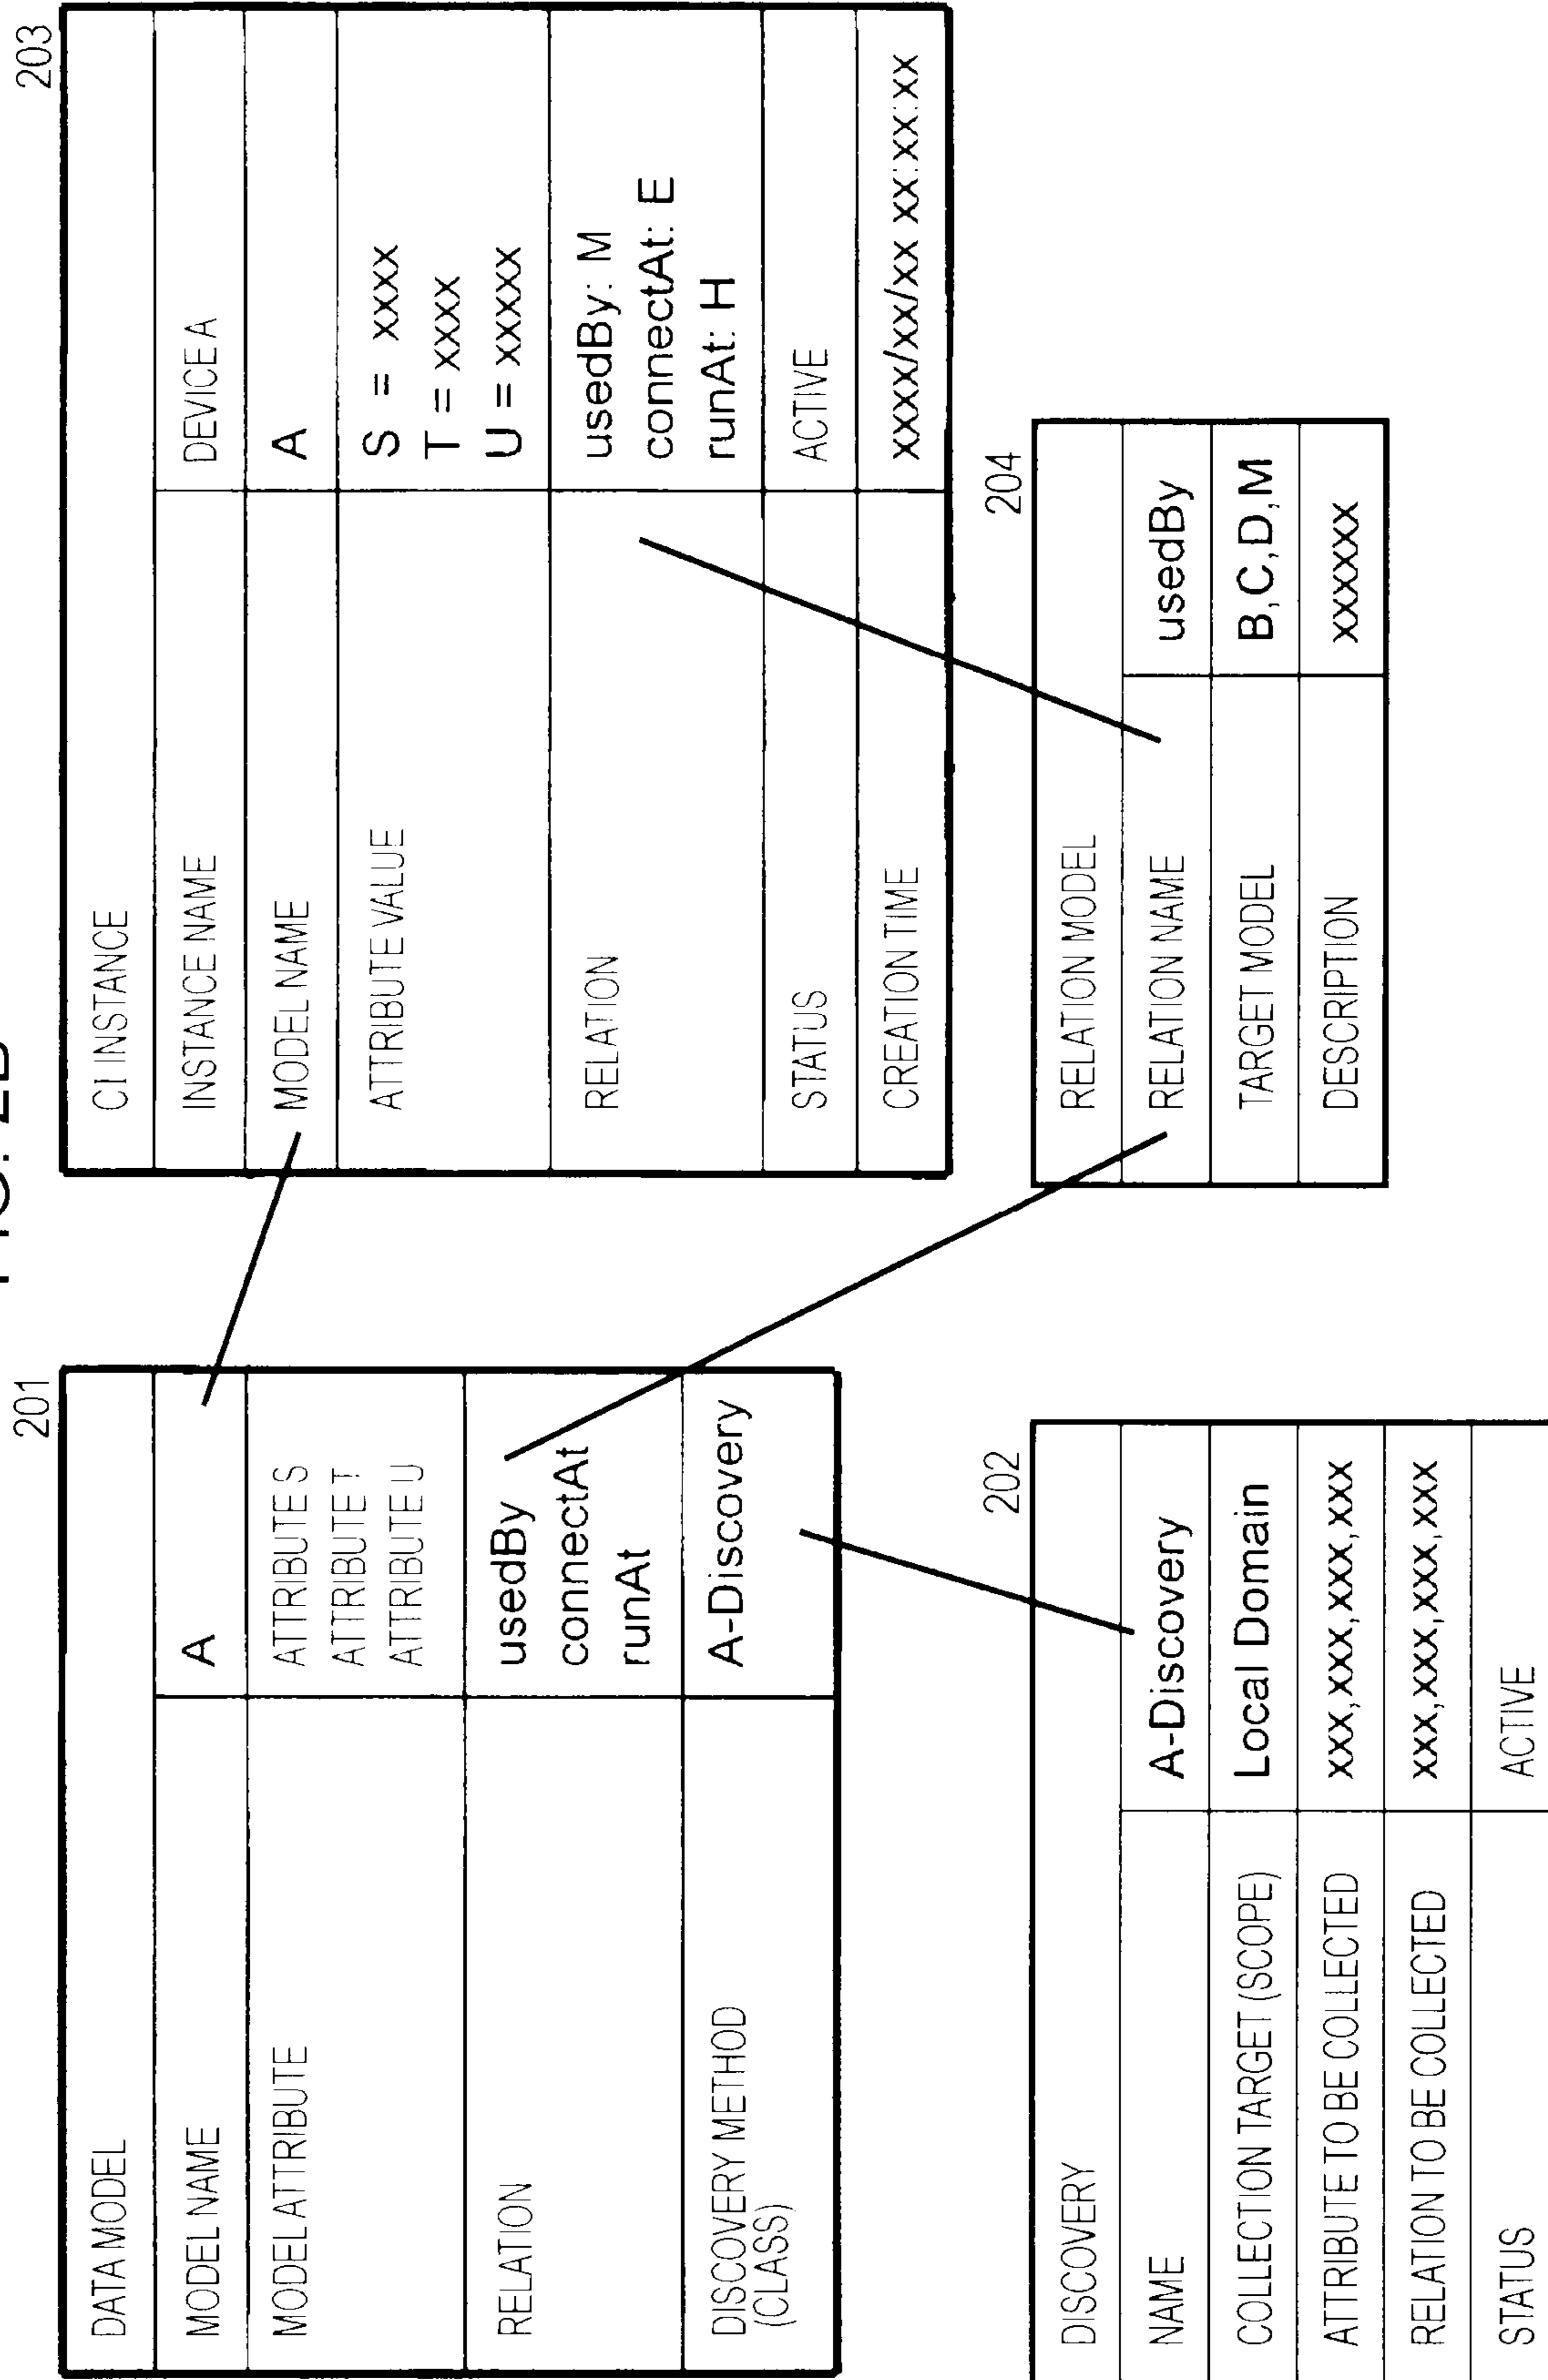 FIG. 2B
201
DATA MODEL
MODEL NAME A
MODEL ATTRIBUTE ATTRIBUTE S
ATTRIBUTE T
ATTRIBUTE U
RELATION usedBy
connectAt
runAt
DISCOVERY METHOD A-Discovery
(CLASS)
203
CI INSTANCE
INSTANCE NAME DEVICE A
MODEL NAME A
ATTRIBUTE VALUE S = xxxx
T = xxxx
U = xxxxx
RELATION usedBy: M
connectAt: E
runAt: H
STATUS ACTIVE
CREATION TIME xxxx/xx/xx xx:xx:xx
202
DISCOVERY
NAME A-Discovery
COLLECTION TARGET (SCOPE) Local Domain
ATTRIBUTE TO BE COLLECTED xxx,xxx,xxx,xxx
RELATION TO BE COLLECTED xxx,xxx,xxx,xxx
STATUS ACTIVE
204
RELATION MODEL
RELATION NAME usedBy
TARGET MODEL B,C,D,M
DESCRIPTION xxxxxx